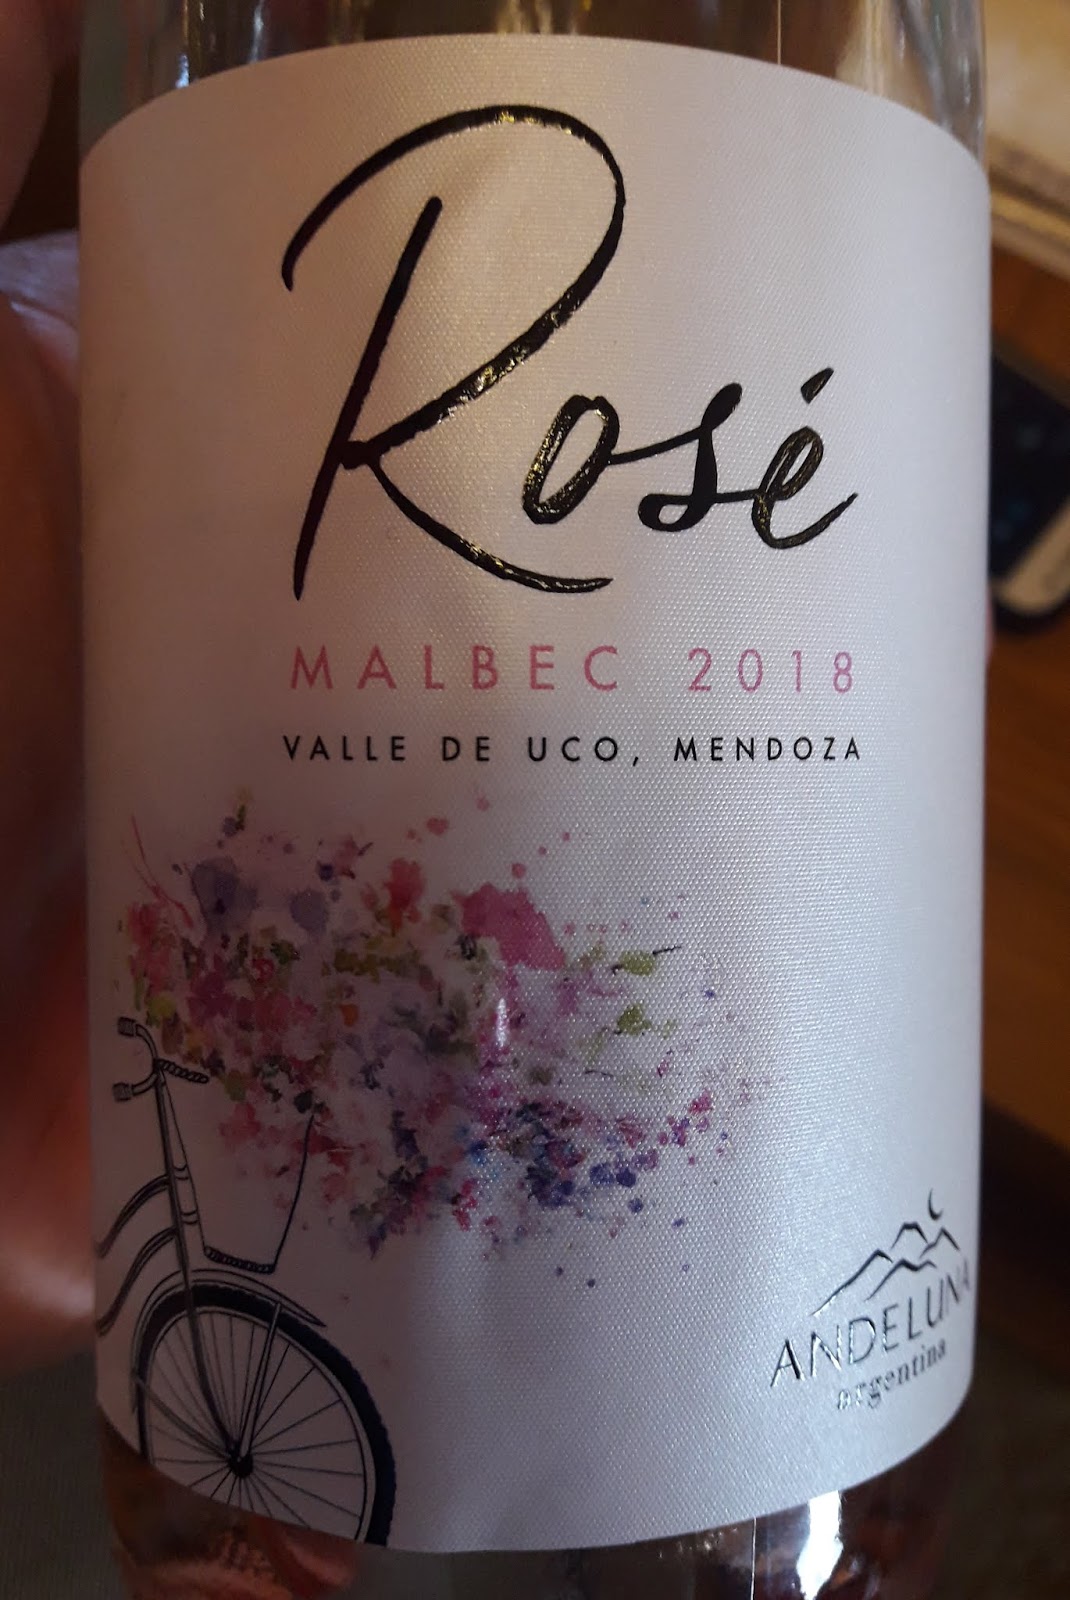 Rosé
MALBEC 2018
VALLE DE UCO, MENDOZA
ANDELUNA
argentina